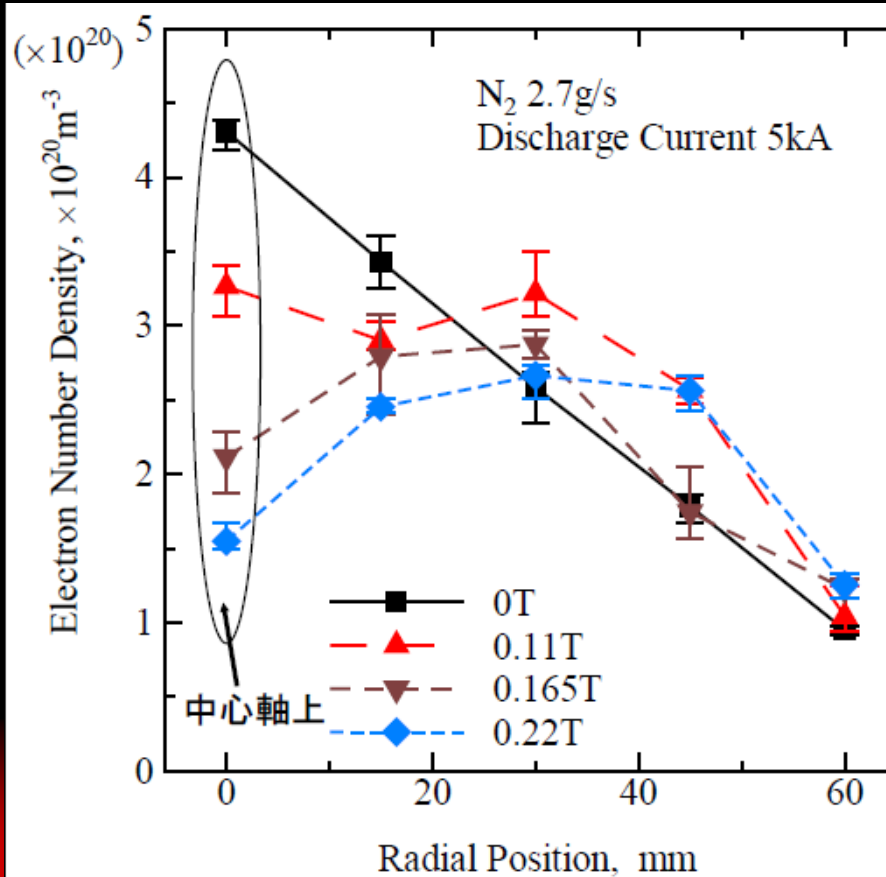 (×10²⁰)
Electron Number Density, ×10²⁰m⁻³
5
4
3
2
1
0
N₂ 2.7g/s
Discharge Current 5kA
0T
0.11T
0.165T
0.22T
中心軸上
0 20 40 60
Radial Position, mm